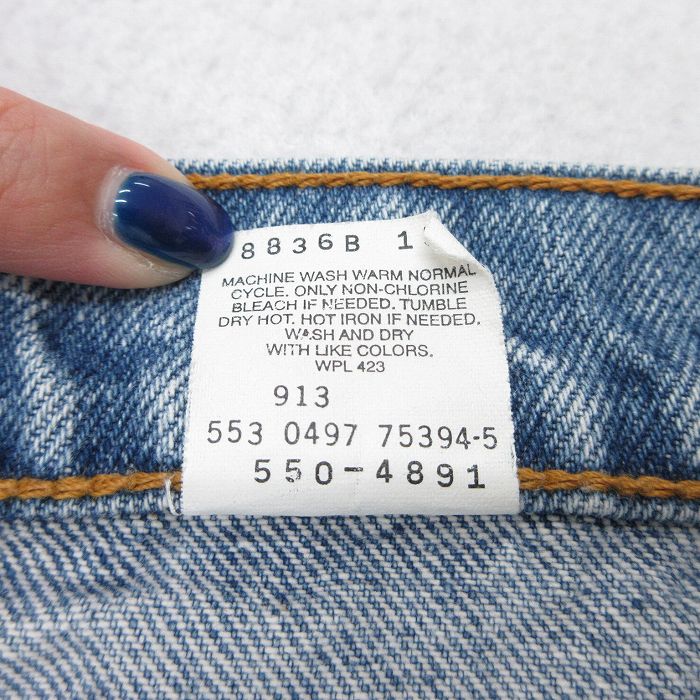 8836B 1
MACHINE WASH WARM NORMAL
CYCLE. ONLY NON-CHLORINE
BLEACH IF NEEDED. TUMBLE
DRY HOT. HOT IRON IF NEEDED.
WASH AND DRY
WITH LIKE COLORS.
WPL 423
913
553 0497 75394-5
550-4891